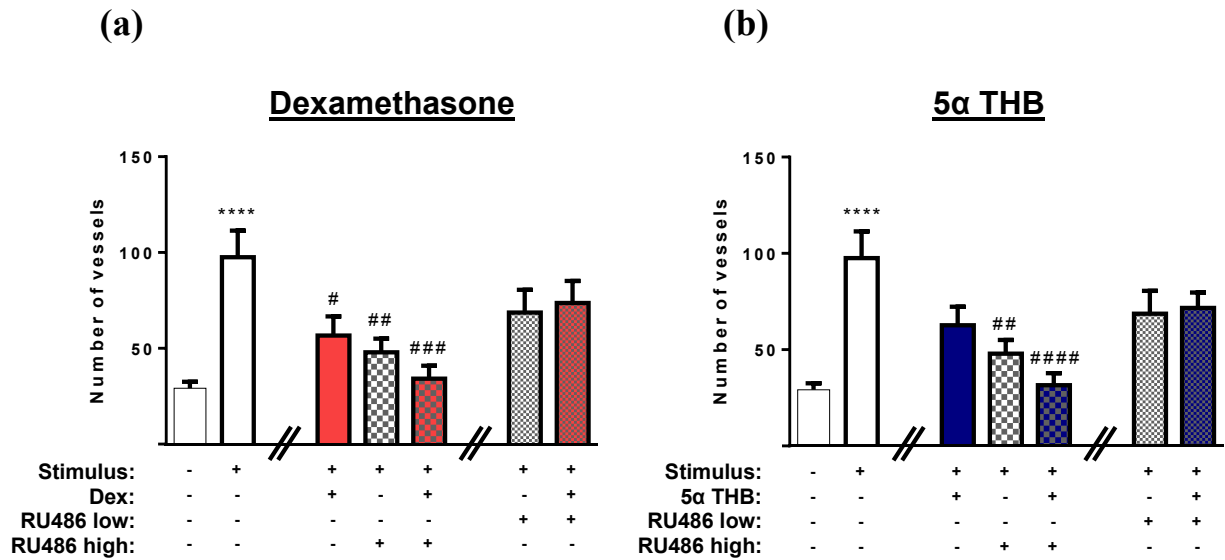 (a) (b)
Dexamethasone 5α THB
150 150
**** ****
100 100
Number of vessels Number of vessels
# ## ### ## ####
50 50
Stimulus: - + + + + + + Stimulus: - + + + + + +
Dex: - - + - + - + 5α THB: - - + - + - +
RU486 low: - - - - - + + RU486 low: - - - - - + +
RU486 high: - - - + + - - RU486 high: - - - + + - -